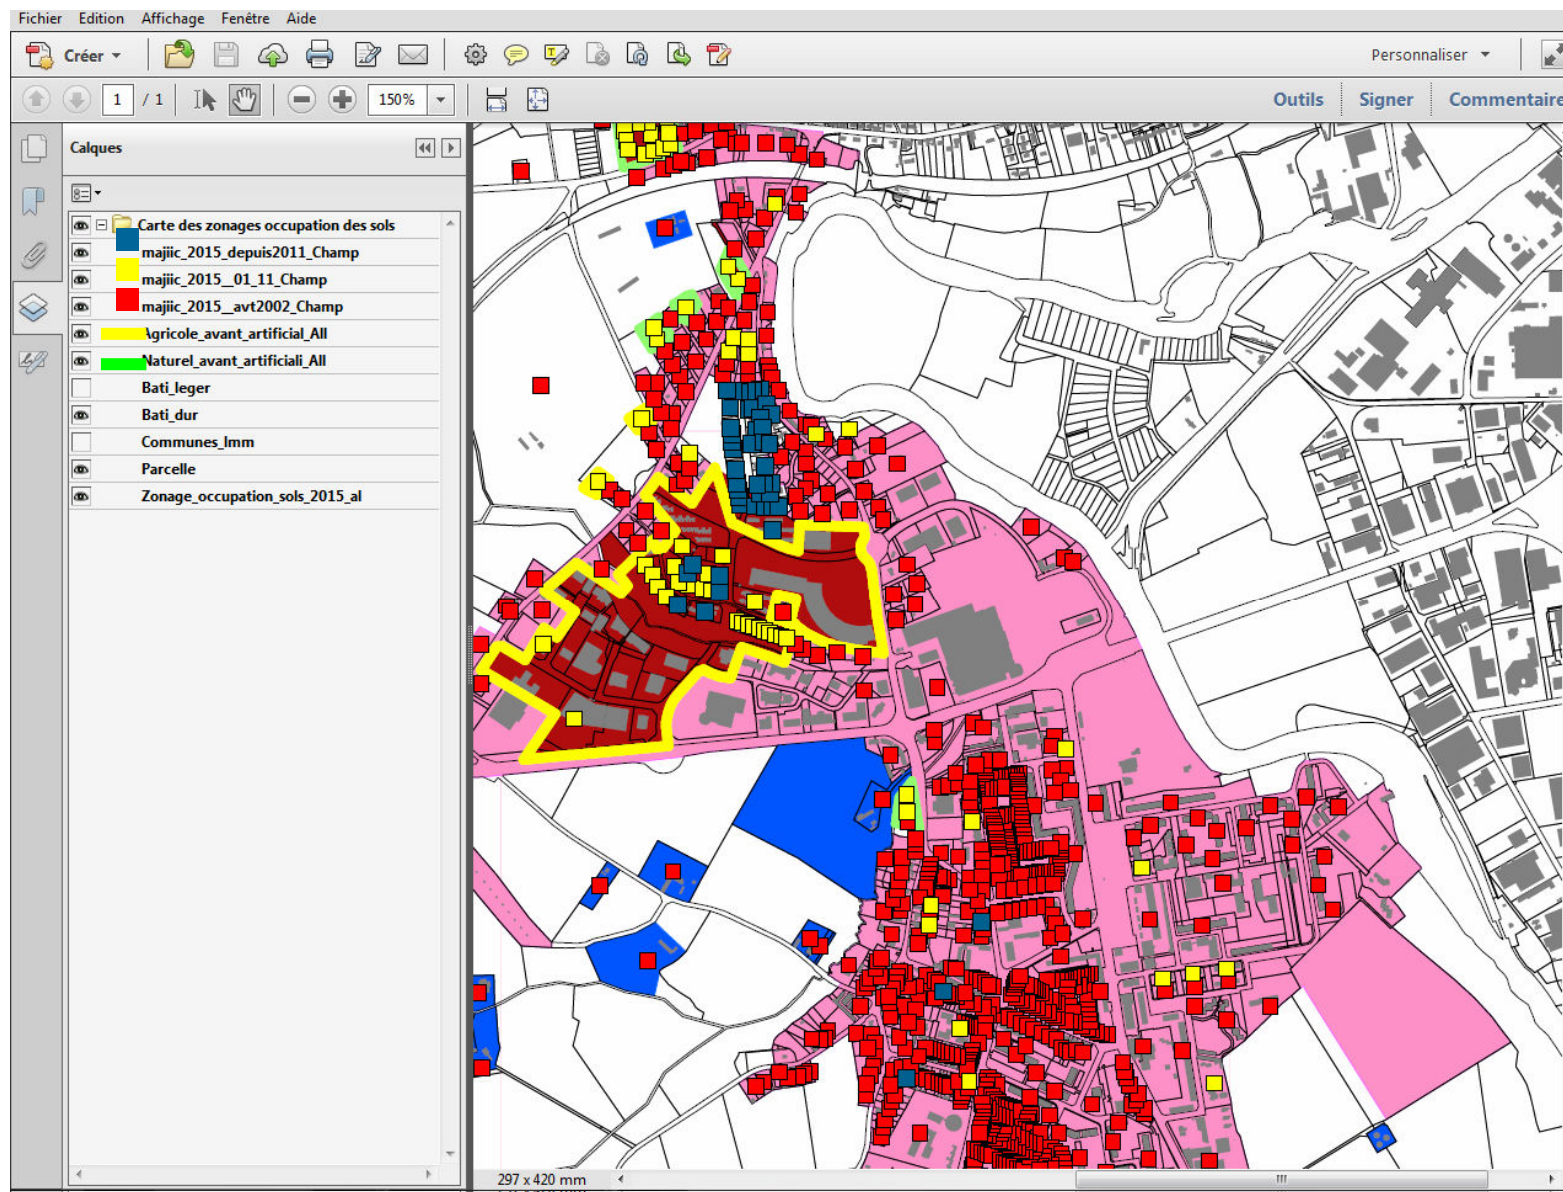 Fichier Edition Affichage Fenêtre Aide
Créer Personnaliser
1 / 1 150% Outils Signer Commentaire
Calques
Carte des zonages occupation des sols
majiic_2015_depuis2011_Champ
majiic_2015__01_11_Champ
majiic_2015__avt2002_Champ
Agricole_avant_artificial_All
Naturel_avant_artificiali_All
Bati_leger
Bati_dur
Communes_Imm
Parcelle
Zonage_occupation_sols_2015_al
297 x 420 mm